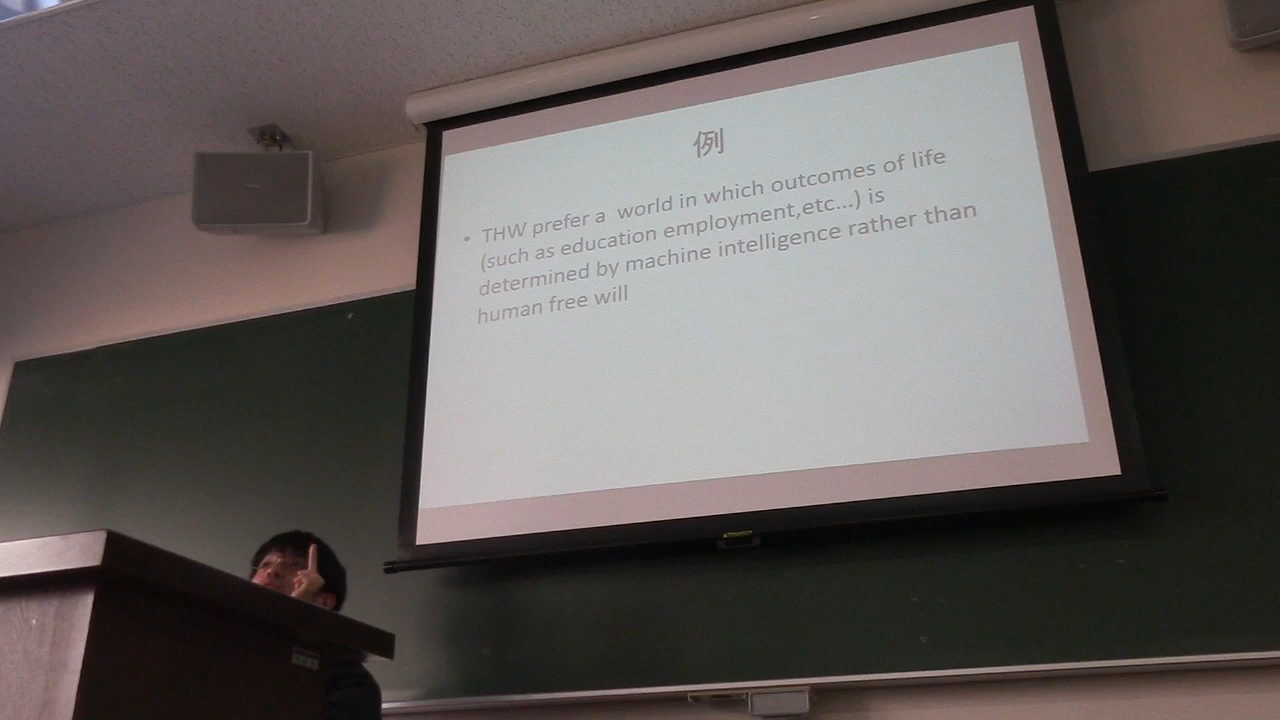 例
• THW prefer a world in which outcomes of life
(such as education employment,etc...) is
determined by machine intelligence rather than
human free will